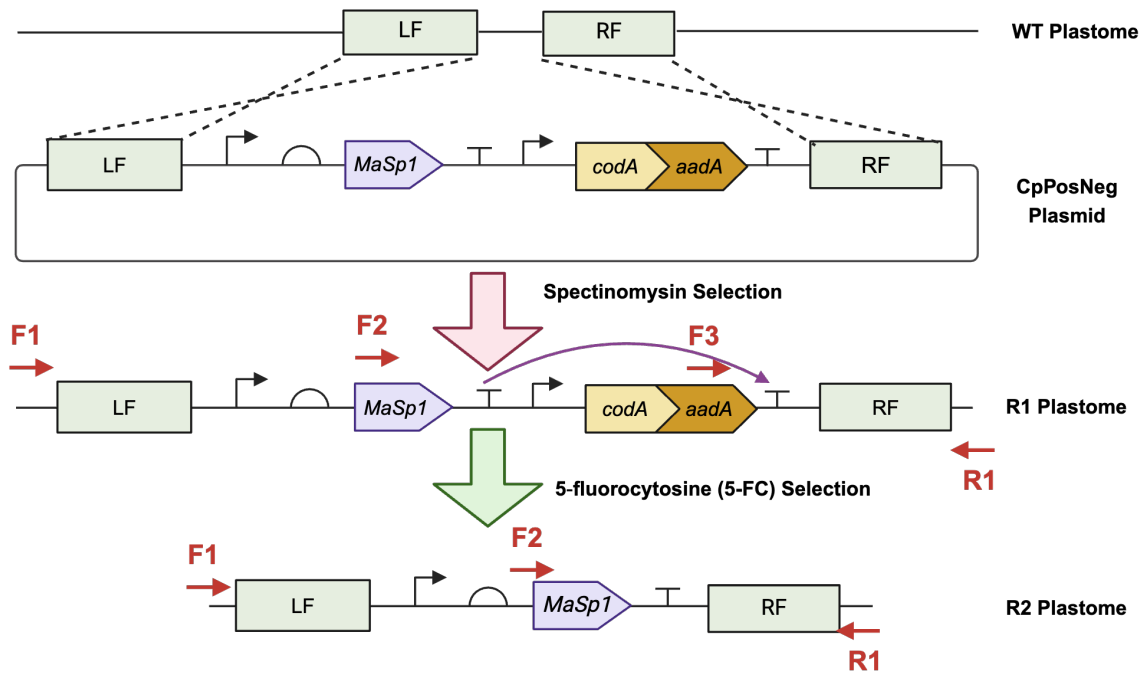 LF
RF
WT Plastome
LF
MaSp1
codA
aadA
RF
CpPosNeg
Plasmid
Spectinomysin Selection
F1
F2
F3
LF
MaSp1
codA
aadA
RF
R1 Plastome
R1
5-fluorocytosine (5-FC) Selection
F1
F2
LF
MaSp1
RF
R2 Plastome
R1